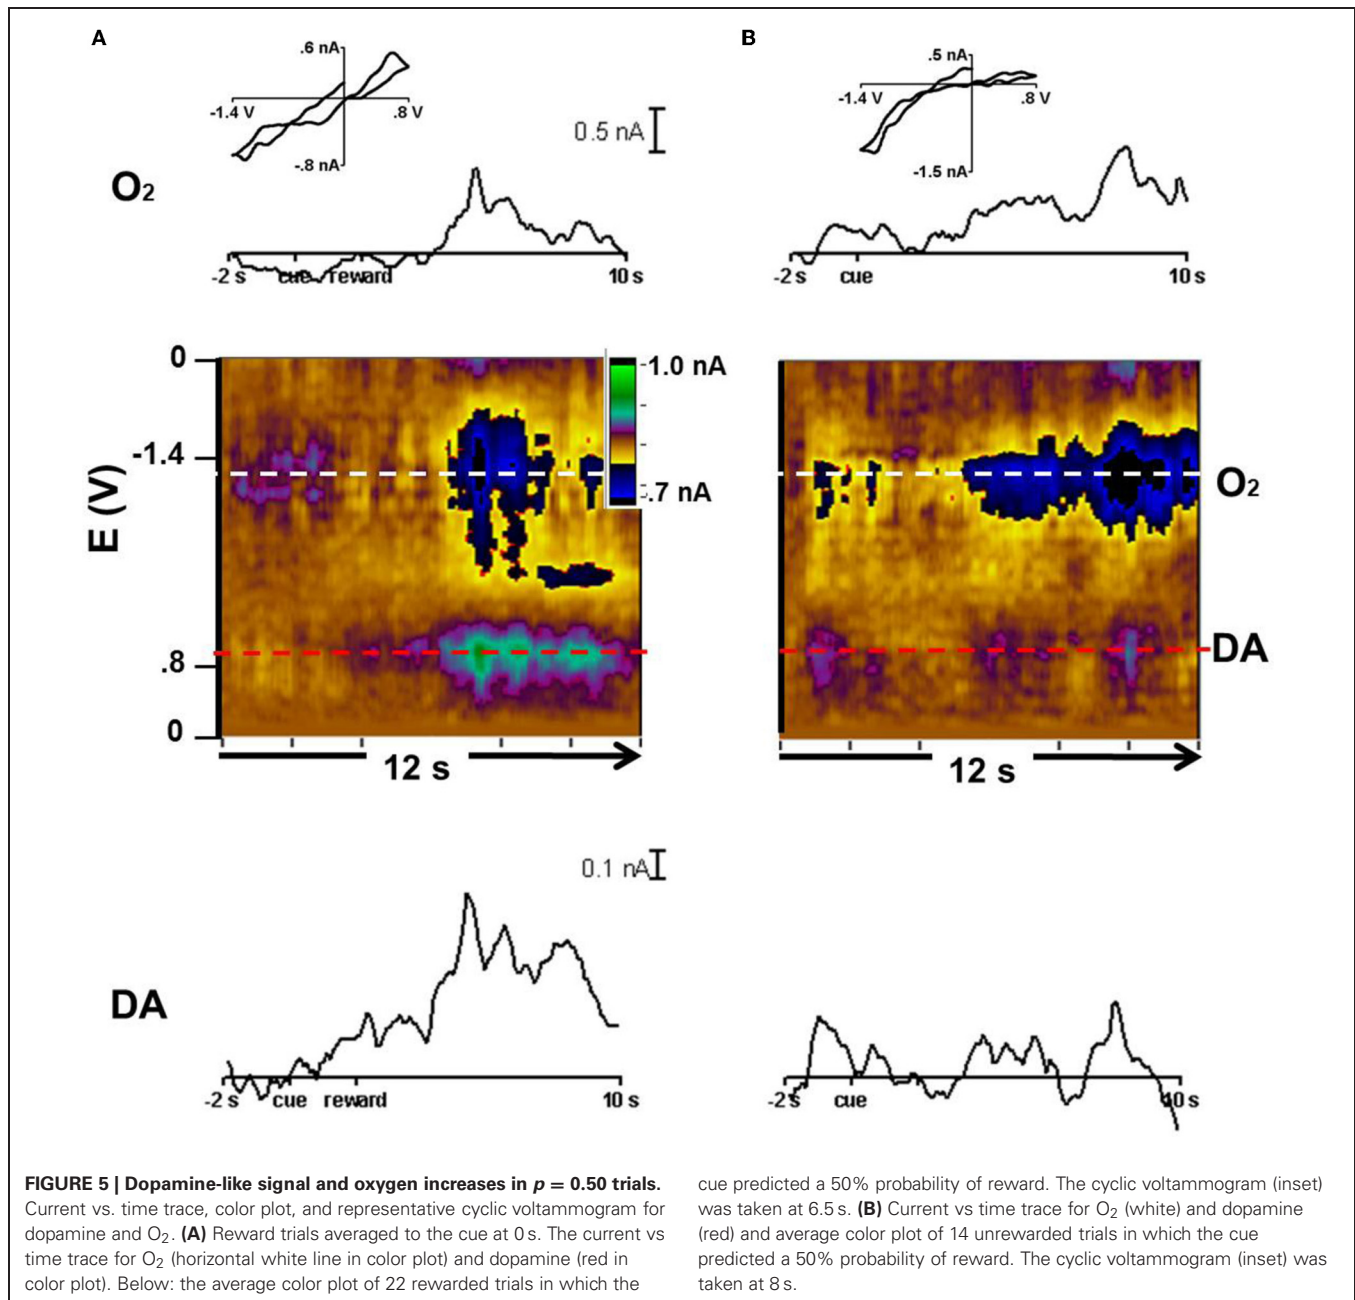 A
B
.6 nA
-1.4 V
.8 V
-.8 nA
0.5 nA
.5 nA
-1.4 V
.8 V
-1.5 nA
O2
-2 s
cue
reward
10 s
-2 s
cue
10 s
0
-1.4
E (V)
.8
0
-1.0 nA
.7 nA
O2
DA
12 s
12 s
0.1 nA
DA
-2 s
cue
reward
10 s
-2 s
cue
10 s
FIGURE 5 | Dopamine-like signal and oxygen increases in p = 0.50 trials.
Current vs. time trace, color plot, and representative cyclic voltammogram for
dopamine and O2. (A) Reward trials averaged to the cue at 0 s. The current vs
time trace for O2 (horizontal white line in color plot) and dopamine (red in
color plot). Below: the average color plot of 22 rewarded trials in which the
cue predicted a 50% probability of reward. The cyclic voltammogram (inset)
was taken at 6.5 s. (B) Current vs time trace for O2 (white) and dopamine
(red) and average color plot of 14 unrewarded trials in which the cue
predicted a 50% probability of reward. The cyclic voltammogram (inset) was
taken at 8 s.